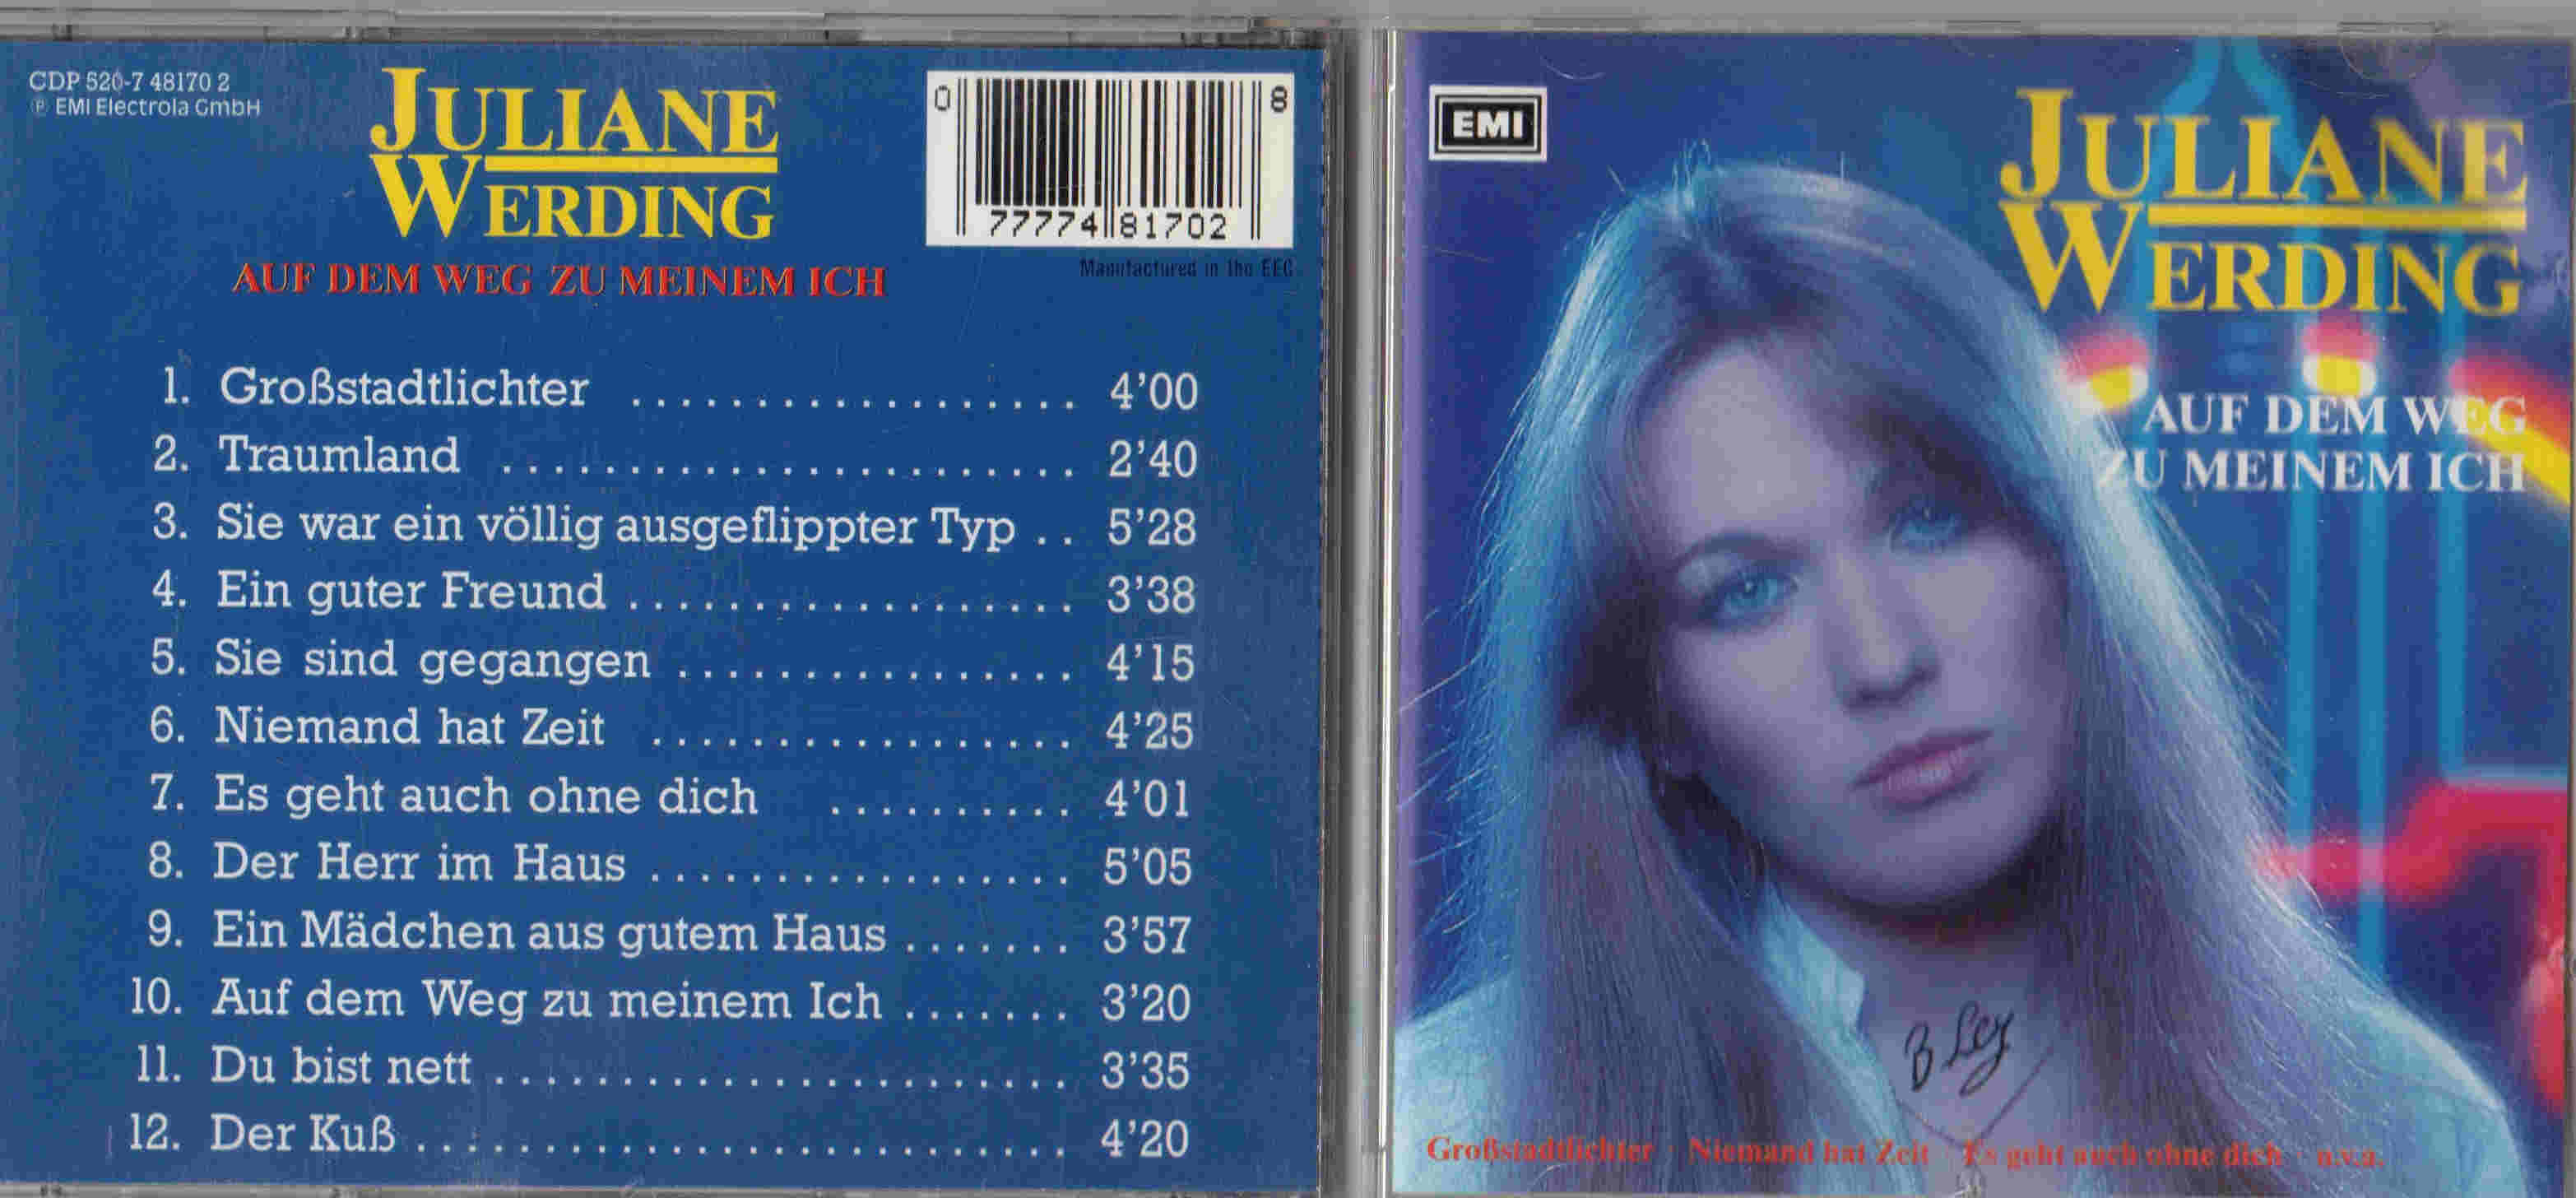 CDP 520-7 48170 2
℗ EMI Electrola GmbH
JULIANE
WERDING
AUF DEM WEG ZU MEINEM ICH
0 77774 81702 8
Manufactured in the EEC
1. Großstadtlichter .................. 4'00
2. Traumland ....................... 2'40
3. Sie war ein völlig ausgeflippter Typ .. 5'28
4. Ein guter Freund .................. 3'38
5. Sie sind gegangen ................ 4'15
6. Niemand hat Zeit ................. 4'25
7. Es geht auch ohne dich .......... 4'01
8. Der Herr im Haus ................. 5'05
9. Ein Mädchen aus gutem Haus ....... 3'57
10. Auf dem Weg zu meinem Ich ....... 3'20
11. Du bist nett ....................... 3'35
12. Der Kuß .......................... 4'20
EMI
JULIANE
WERDING
AUF DEM WEG
ZU MEINEM ICH
B Ley
Großstadtlichter · Niemand hat Zeit · Es geht auch ohne dich · u.v.a.